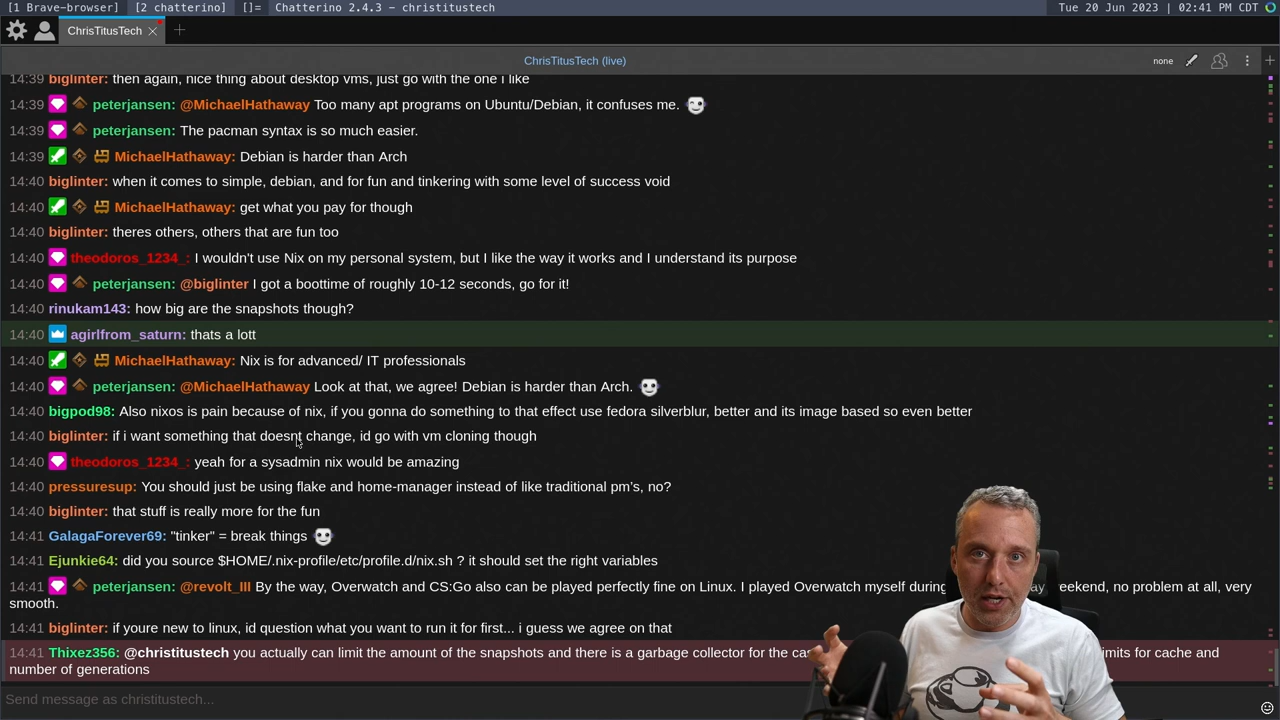 [1 Brave-browser] [2 chatterino] []= Chatterino 2.4.3 - christitustech Tue 20 Jun 2023 | 02:41 PM CDT
ChrisTitusTech
ChrisTitusTech (live) none
14:39 biglinter: then again, nice thing about desktop vms, just go with the one i like
14:39 peterjansen: @MichaelHathaway Too many apt programs on Ubuntu/Debian, it confuses me.
14:39 peterjansen: The pacman syntax is so much easier.
14:39 MichaelHathaway: Debian is harder than Arch
14:40 biglinter: when it comes to simple, debian, and for fun and tinkering with some level of success void
14:40 MichaelHathaway: get what you pay for though
14:40 biglinter: theres others, others that are fun too
14:40 theodoros_1234_: I wouldn't use Nix on my personal system, but I like the way it works and I understand its purpose
14:40 peterjansen: @biglinter I got a boottime of roughly 10-12 seconds, go for it!
14:40 rinukam143: how big are the snapshots though?
14:40 agirlfrom_saturn: thats a lott
14:40 MichaelHathaway: Nix is for advanced/ IT professionals
14:40 peterjansen: @MichaelHathaway Look at that, we agree! Debian is harder than Arch.
14:40 bigpod98: Also nixos is pain because of nix, if you gonna do something to that effect use fedora silverblur, better and its image based so even better
14:40 biglinter: if i want something that doesnt change, id go with vm cloning though
14:40 theodoros_1234_: yeah for a sysadmin nix would be amazing
14:40 pressuresup: You should just be using flake and home-manager instead of like traditional pm's, no?
14:40 biglinter: that stuff is really more for the fun
14:41 GalagaForever69: "tinker" = break things
14:41 Ejunkie64: did you source $HOME/.nix-profile/etc/profile.d/nix.sh ? it should set the right variables
14:41 peterjansen: @revolt_III By the way, Overwatch and CS:Go also can be played perfectly fine on Linux. I played Overwatch myself during eekend, no problem at all, very
smooth.
14:41 biglinter: if youre new to linux, id question what you want to run it for first... i guess we agree on that
14:41 Thixez356: @christitustech you actually can limit the amount of the snapshots and there is a garbage collector for the imits for cache and
number of generations
Send message as christitustech...